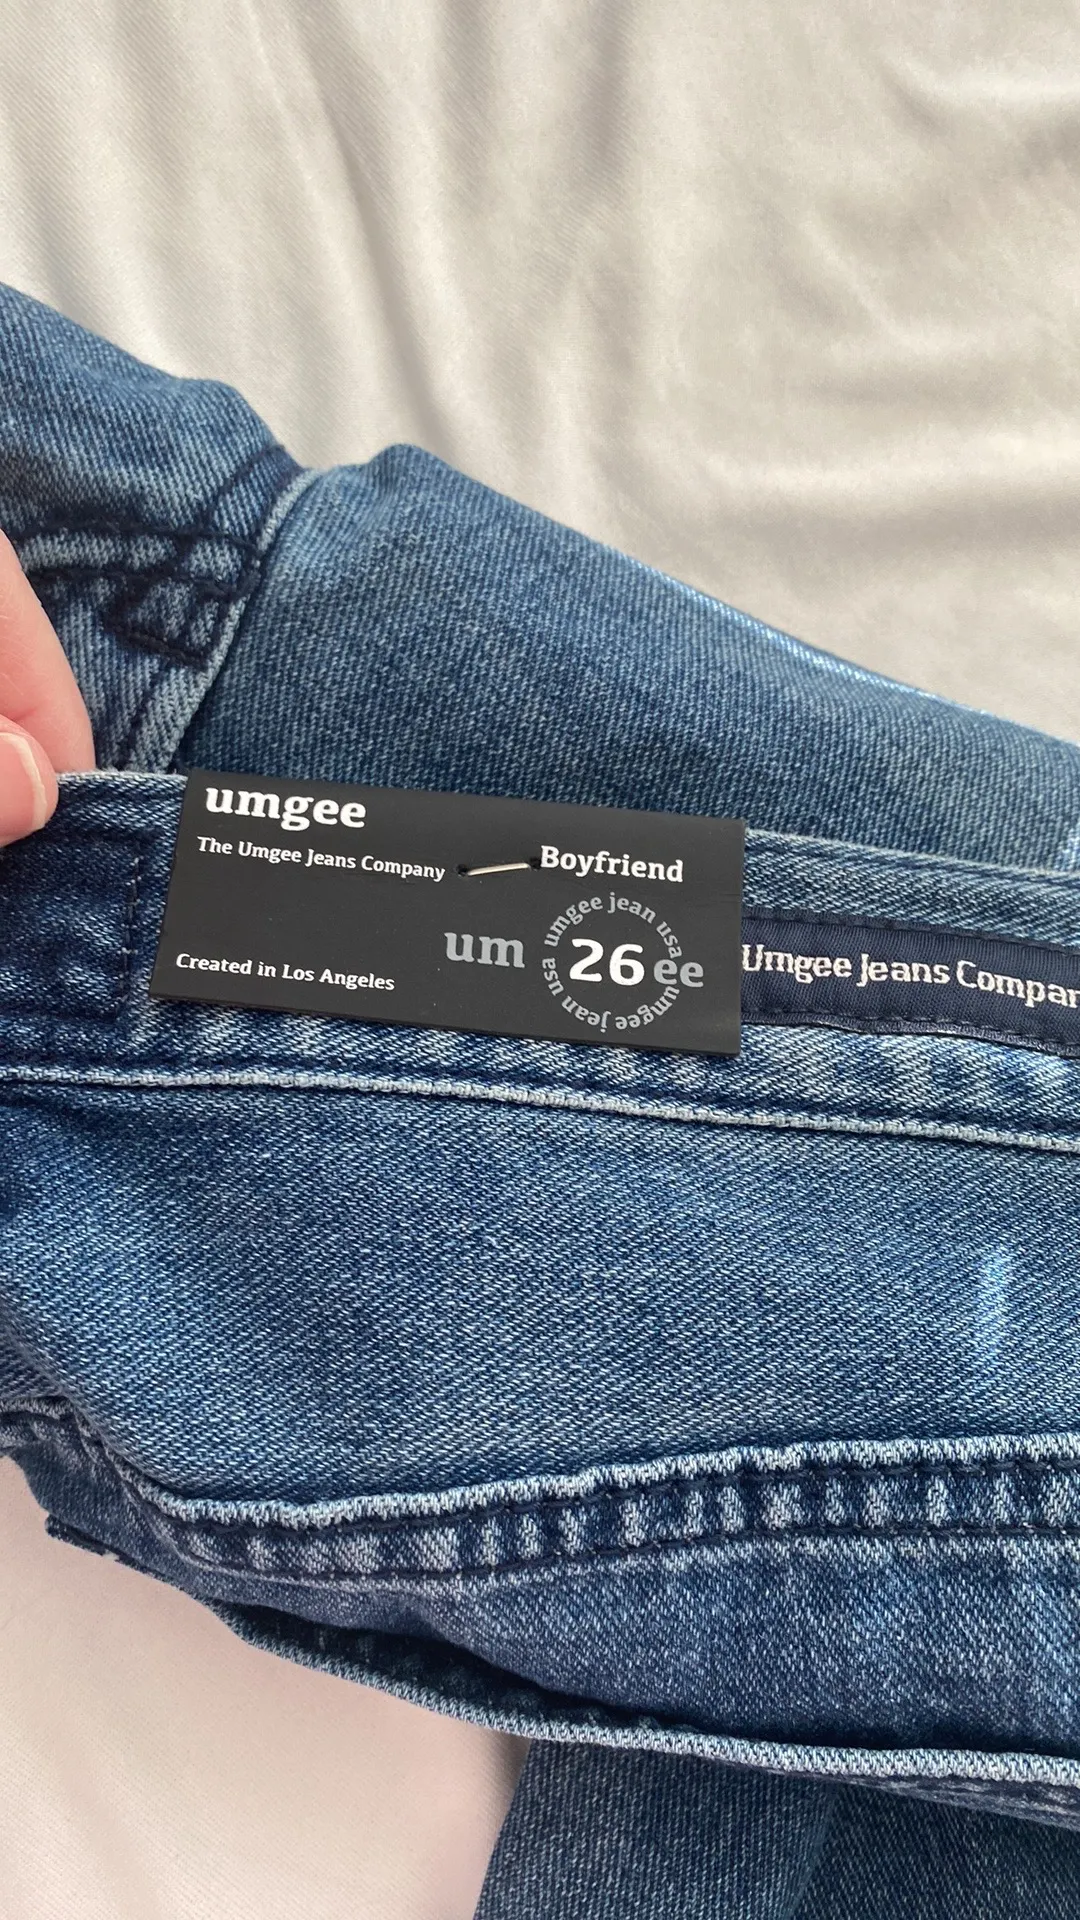 umgee
The Umgee Jeans Company
Boyfriend
umgee jean usa
um 26 ee
umgee jean usa
Created in Los Angeles
Umgee Jeans Compan